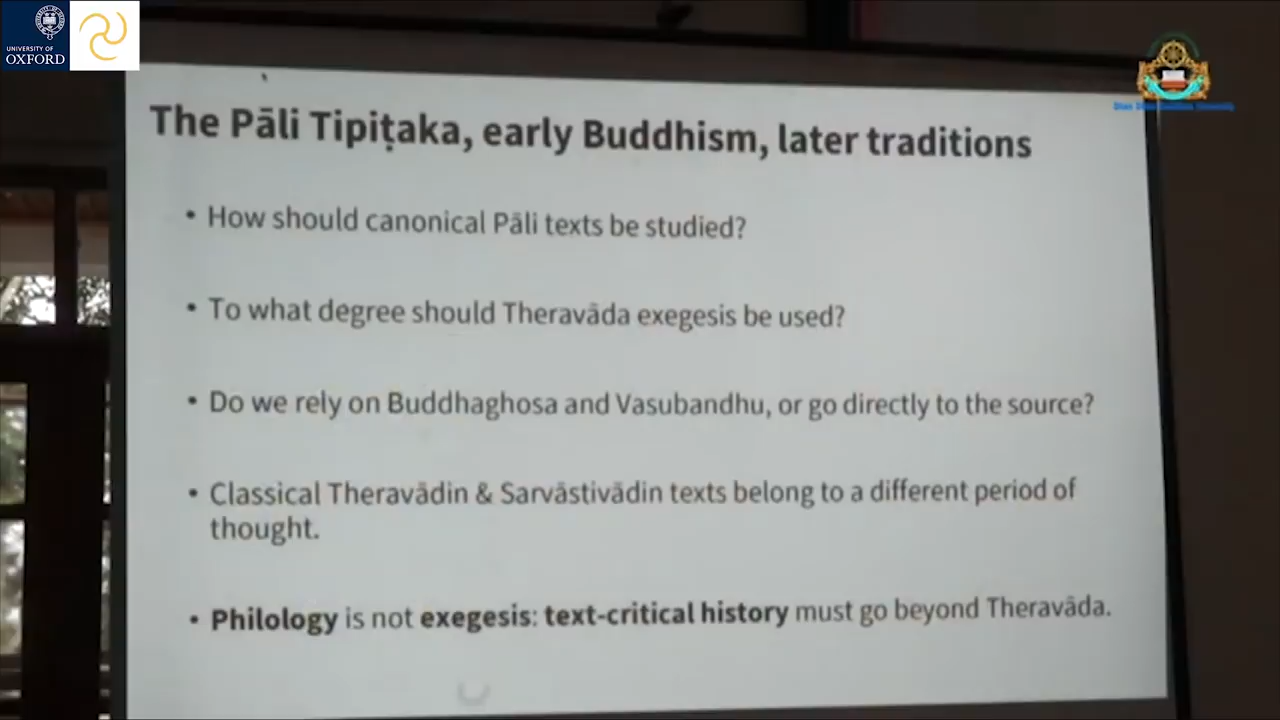 UNIVERSITY OF
OXFORD
The Pāli Tipiṭaka, early Buddhism, later traditions
• How should canonical Pāli texts be studied?
• To what degree should Theravāda exegesis be used?
• Do we rely on Buddhaghosa and Vasubandhu, or go directly to the source?
• Classical Theravādin & Sarvāstivādin texts belong to a different period of
thought.
• Philology is not exegesis: text-critical history must go beyond Theravāda.